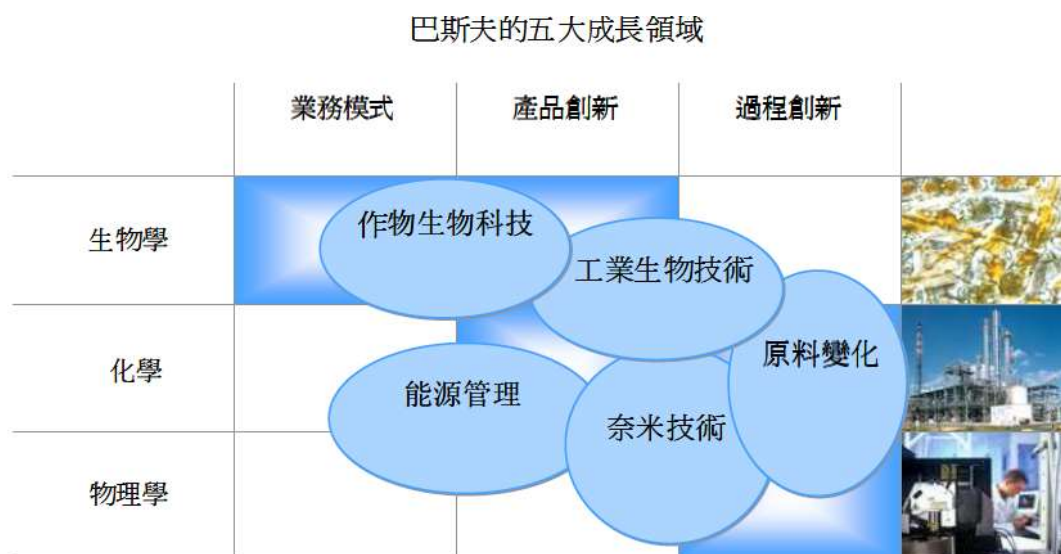 巴斯夫的五大成長領域
業務模式
產品創新
過程創新
生物學
作物生物科技
工業生物技術
化學
能源管理
原料變化
奈米技術
物理學